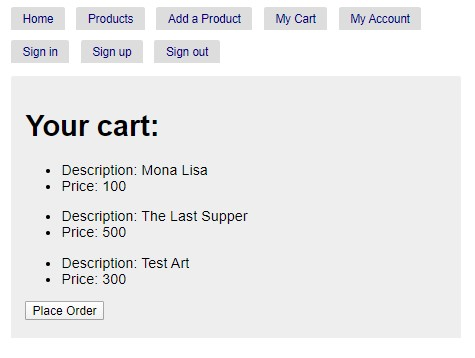 Home Products Add a Product My Cart My Account
Sign in Sign up Sign out
Your cart:
Description: Mona Lisa
Price: 100
Description: The Last Supper
Price: 500
Description: Test Art
Price: 300
Place Order